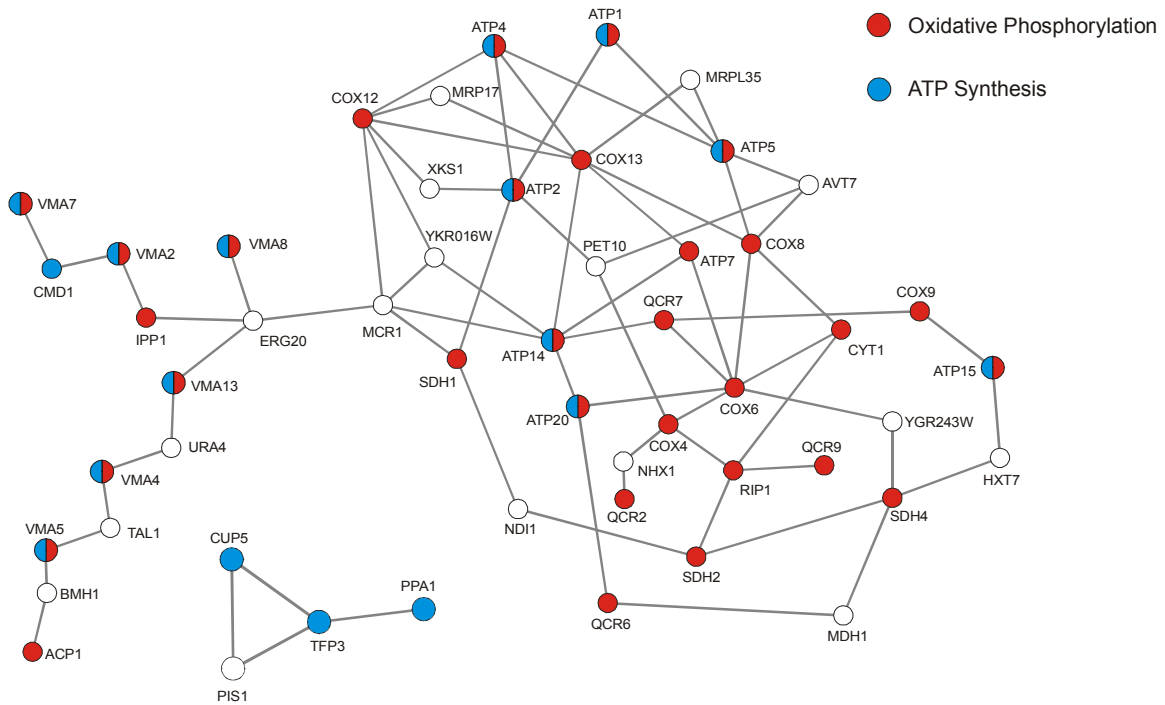 ATP1
ATP4
Oxidative Phosphorylation
MRPL35
ATP Synthesis
MRP17
COX12
ATP5
COX13
XKS1
AVT7
ATP2
VMA7
YKR016W
PET10
COX8
VMA8
VMA2
ATP7
CMD1
COX9
QCR7
IPP1
ERG20
MCR1
ATP14
CYT1
ATP15
SDH1
VMA13
COX6
ATP20
YGR243W
COX4
QCR9
URA4
NHX1
RIP1
HXT7
VMA4
QCR2
SDH4
NDI1
VMA5
TAL1
CUP5
SDH2
PPA1
BMH1
QCR6
MDH1
TFP3
ACP1
PIS1